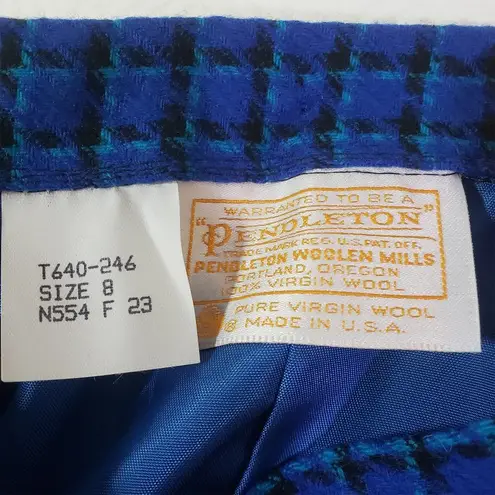 T640-246
SIZE 8
N554 F 23
WARRANTED TO BE A
"PENDLETON"
TRADE MARK REG. U.S. PAT. OFF.
PENDLETON WOOLEN MILLS
PORTLAND, OREGON
100% VIRGIN WOOL
PURE VIRGIN WOOL
® MADE IN U.S.A.